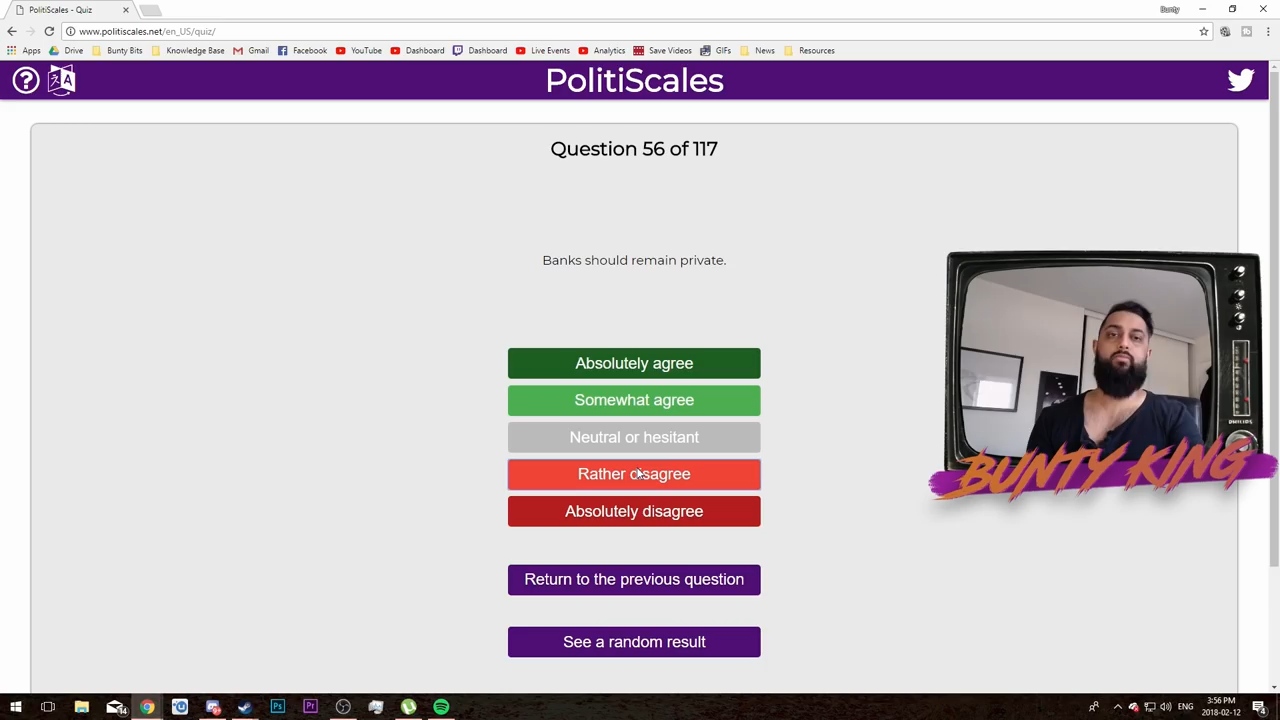 PolitiScales - Quiz
Bunty
www.politiscales.net/en_US/quiz/
Apps Drive Bunty Bits Knowledge Base Gmail Facebook YouTube Dashboard Dashboard Live Events Analytics Save Videos GIFs News Resources
PolitiScales
Question 56 of 117
Banks should remain private.
Absolutely agree
Somewhat agree
Neutral or hesitant
Rather disagree
Absolutely disagree
Return to the previous question
See a random result
PHILIPS
BUNTY KING
3:56 PM
2018-02-12